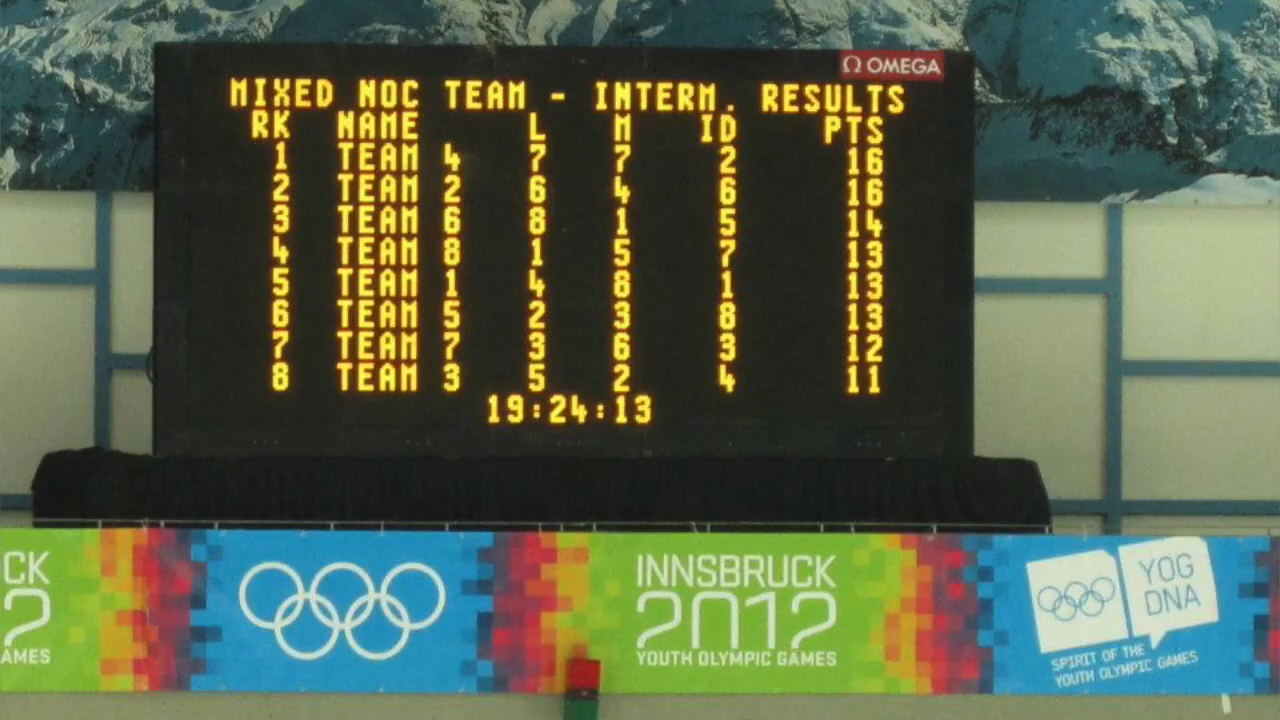 Ω OMEGA
MIXED NOC TEAM - INTERM. RESULTS
RK NAME L M ID PTS
1 TEAM 4 7 7 2 16
2 TEAM 2 6 4 6 16
3 TEAM 6 8 1 5 14
4 TEAM 8 1 5 7 13
5 TEAM 1 4 8 1 13
6 TEAM 5 2 3 8 13
7 TEAM 7 3 6 3 12
8 TEAM 3 5 2 4 11
19:24:13
CK
2
AMES
INNSBRUCK
2012
YOUTH OLYMPIC GAMES
YOG
DNA
SPIRIT OF THE
YOUTH OLYMPIC GAMES